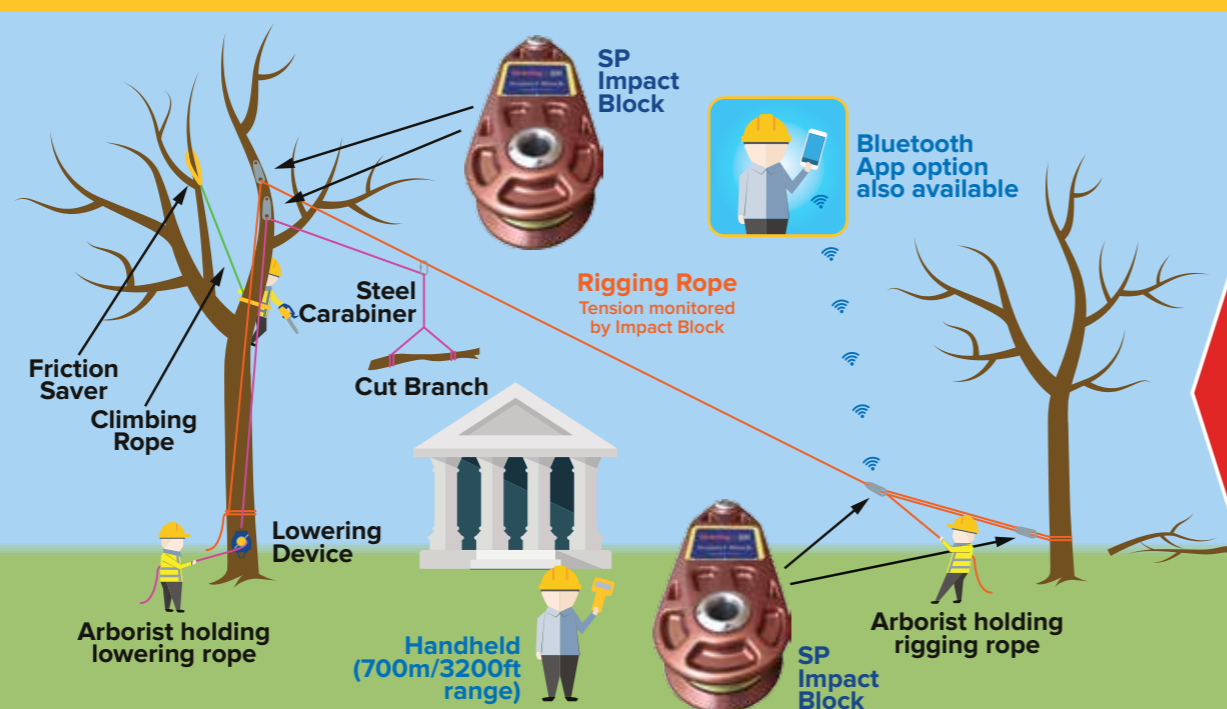 SP
Impact
Block
Bluetooth
App option
also available
Rigging Rope
Tension monitored
by Impact Block
Steel
Carabiner
Friction
Saver
Climbing
Rope
Cut Branch
Lowering
Device
Arborist holding
lowering rope
Handheld
(700m/3200ft
range)
SP
Impact
Block
Arborist holding
rigging rope